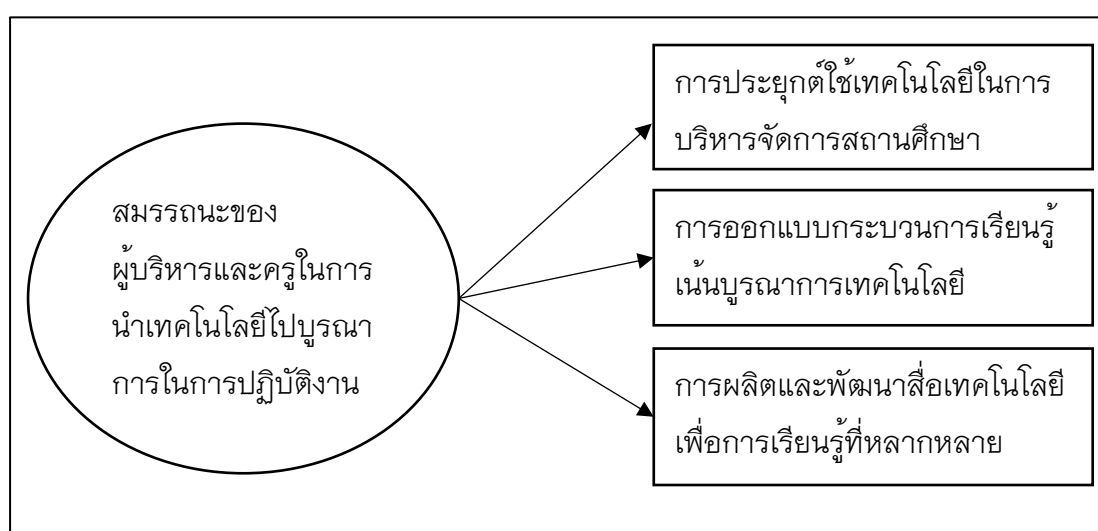 สมรรถนะของ
ผู้บริหารและครูในการ
นำเทคโนโลยีไปบูรณา
การในการปฏิบัติงาน
การประยุกต์ใช้เทคโนโลยีในการ
บริหารจัดการสถานศึกษา
การออกแบบกระบวนการเรียนรู้
เน้นบูรณาการเทคโนโลยี
การผลิตและพัฒนาสื่อเทคโนโลยี
เพื่อการเรียนรู้ที่หลากหลาย